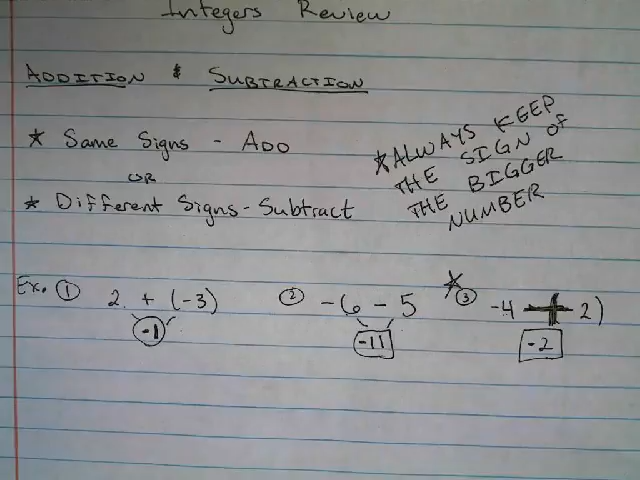 Integers Review
ADDITION & SUBTRACTION
* Same Signs - ADD
OR
* Different Signs - Subtract
* ALWAYS KEEP
THE SIGN OF
THE BIGGER
NUMBER
Ex. ① 2 + (-3)
-1
② -6 - 5
-11
* ③ -4 + 2)
-2